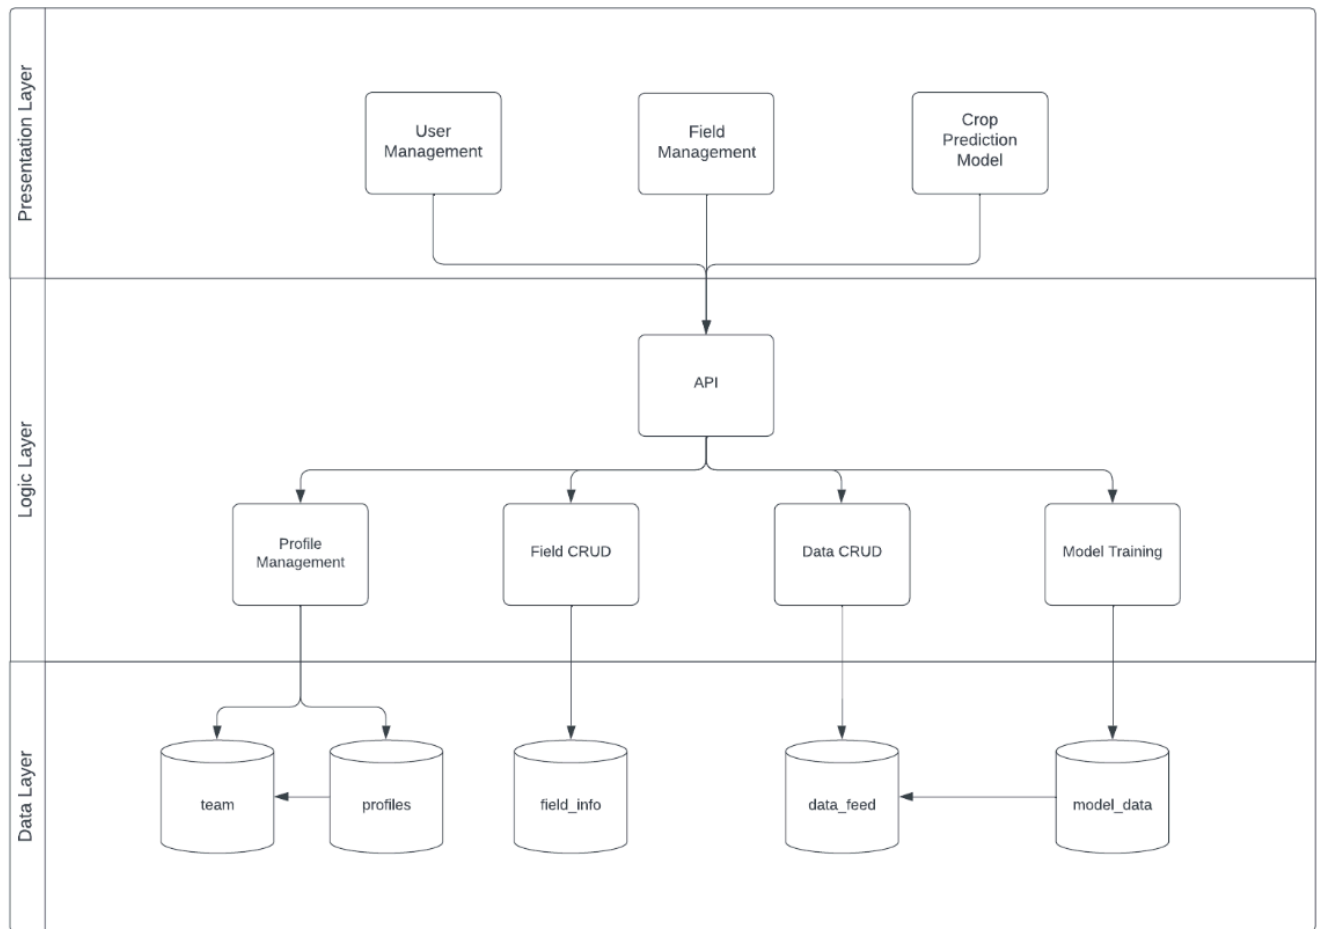 Presentation Layer
User
Management
Field
Management
Crop
Prediction
Model
Logic Layer
API
Profile
Management
Field CRUD
Data CRUD
Model Training
Data Layer
team
profiles
field_info
data_feed
model_data